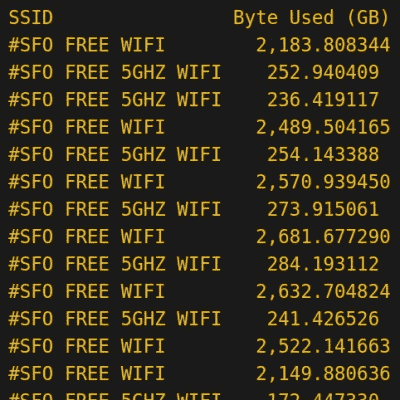 SSID Byte Used (GB)
#SFO FREE WIFI 2,183.808344
#SFO FREE 5GHZ WIFI 252.940409
#SFO FREE 5GHZ WIFI 236.419117
#SFO FREE WIFI 2,489.504165
#SFO FREE 5GHZ WIFI 254.143388
#SFO FREE WIFI 2,570.939450
#SFO FREE 5GHZ WIFI 273.915061
#SFO FREE WIFI 2,681.677290
#SFO FREE 5GHZ WIFI 284.193112
#SFO FREE WIFI 2,632.704824
#SFO FREE 5GHZ WIFI 241.426526
#SFO FREE WIFI 2,522.141663
#SFO FREE WIFI 2,149.880636
#SFO FREE 5GHZ WIFI 172.447330